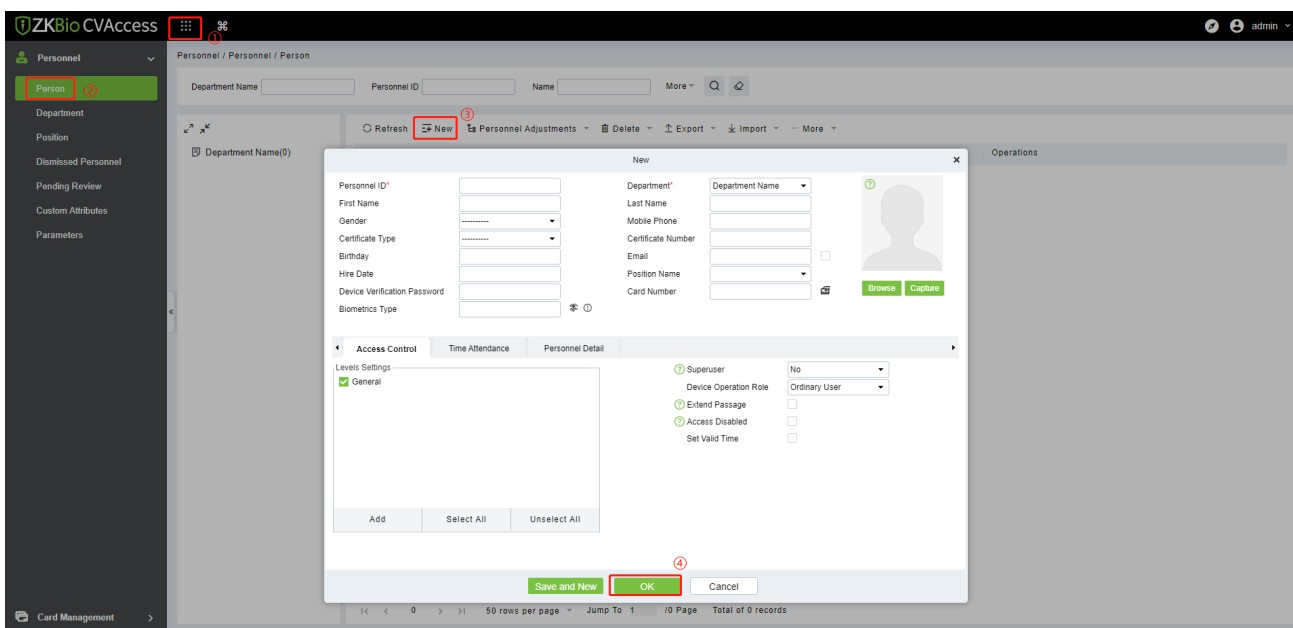 ZKBio CVAccess
①
admin
Personnel
Personnel / Personnel / Person
Person ②
Department Name
Personnel ID
Name
More
Department
Position
Dismissed Personnel
Pending Review
Custom Attributes
Parameters
③
Refresh New Personnel Adjustments Delete Export Import ··· More
Department Name(0)
Operations
New
Personnel ID*
Department*
Department Name
First Name
Last Name
Gender
----------
Mobile Phone
Certificate Type
----------
Certificate Number
Birthday
Email
Hire Date
Position Name
Device Verification Password
Card Number
Browse Capture
Biometrics Type
Access Control Time Attendance Personnel Detail
Levels Settings
General
Superuser No
Device Operation Role Ordinary User
Extend Passage
Access Disabled
Set Valid Time
Add Select All Unselect All
④
Save and New OK Cancel
Card Management
|< < 0 > >| 50 rows per page Jump To 1 /0 Page Total of 0 records